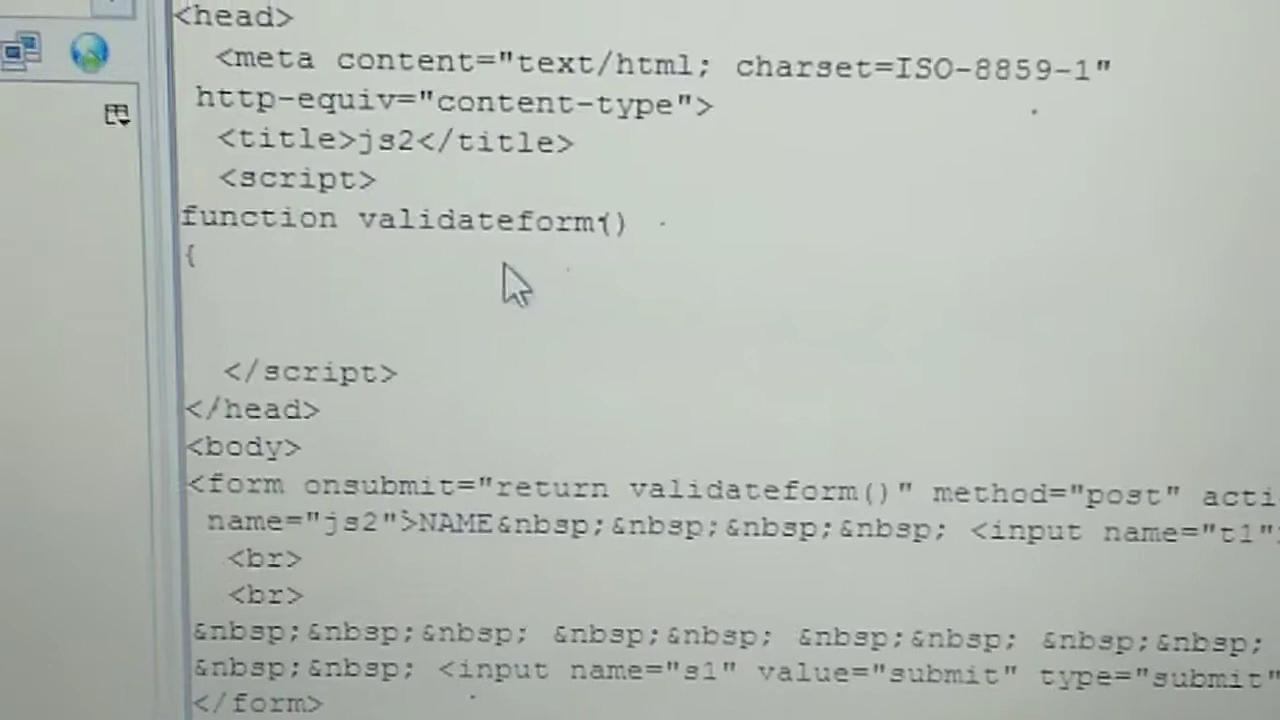 <head>
<meta content="text/html; charset=ISO-8859-1"
http-equiv="content-type">
<title>js2</title>
<script>
function validateform()
{
</script>
</head>
<body>
<form onsubmit="return validateform()" method="post" acti
name="js2">NAME&nbsp;&nbsp;&nbsp;&nbsp; <input name="t1"
<br>
<br>
&nbsp;&nbsp;&nbsp; &nbsp;&nbsp; &nbsp;&nbsp; &nbsp;&nbsp;
&nbsp;&nbsp; <input name="s1" value="submit" type="submit"
</form>